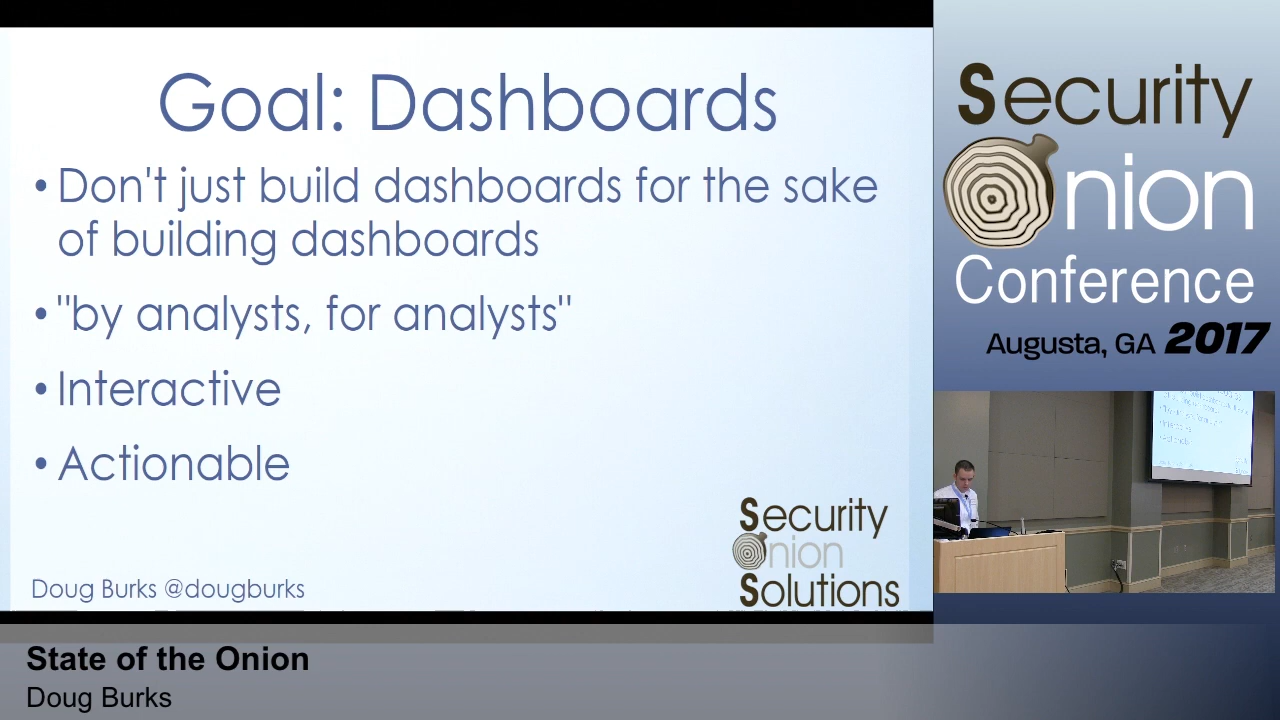 Goal: Dashboards
• Don't just build dashboards for the sake
of building dashboards
• "by analysts, for analysts"
• Interactive
• Actionable
Security
Onion
Solutions
Doug Burks @dougburks
Security
Onion
Conference
Augusta, GA 2017
State of the Onion
Doug Burks